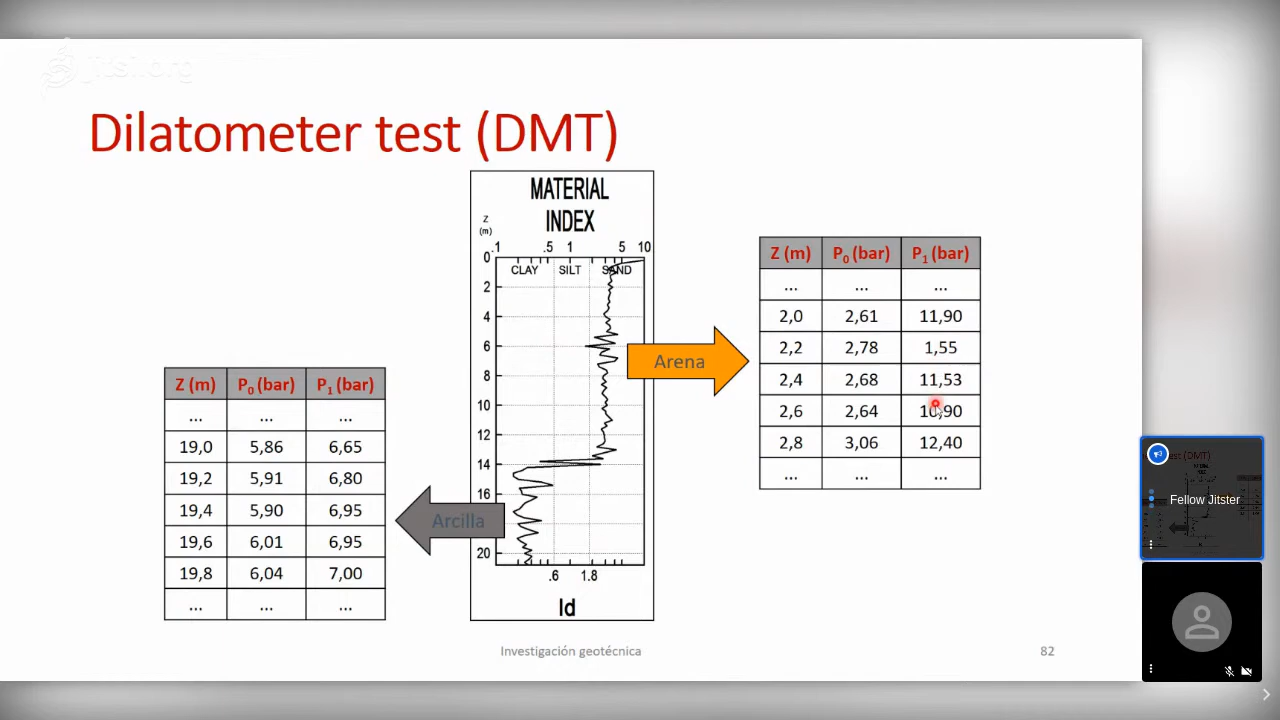 jitsi.org
Dilatometer test (DMT)
MATERIAL
INDEX
Z
(m)
.1 .5 1 5 10
0
CLAY SILT SAND
2
4
6
8
10
12
14
16
20
.6 1.8
Id
Arena
Arcilla
Z (m) P0 (bar) P1 (bar)
... ... ...
2,0 2,61 11,90
2,2 2,78 1,55
2,4 2,68 11,53
2,6 2,64 10,90
2,8 3,06 12,40
... ... ...
Z (m) P0 (bar) P1 (bar)
... ... ...
19,0 5,86 6,65
19,2 5,91 6,80
19,4 5,90 6,95
19,6 6,01 6,95
19,8 6,04 7,00
... ... ...
Investigación geotécnica
82
Fellow Jitster